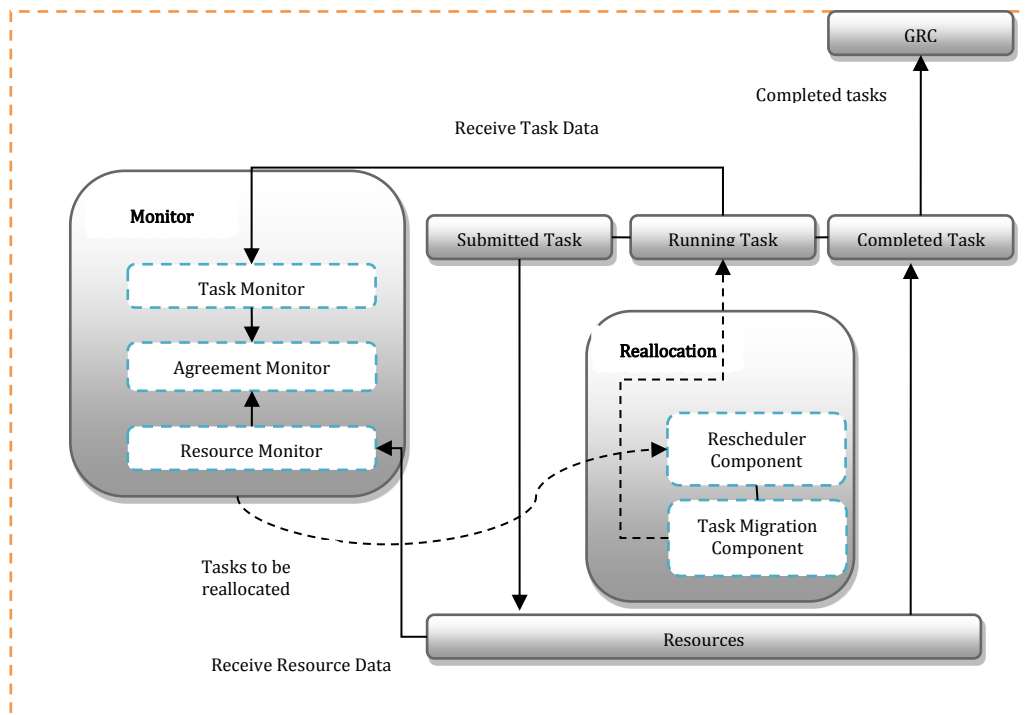 GRC
Completed tasks
Receive Task Data
Monitor
Submitted Task
Running Task
Completed Task
Task Monitor
Agreement Monitor
Resource Monitor
Reallocation
Rescheduler
Component
Task Migration
Component
Tasks to be
reallocated
Resources
Receive Resource Data